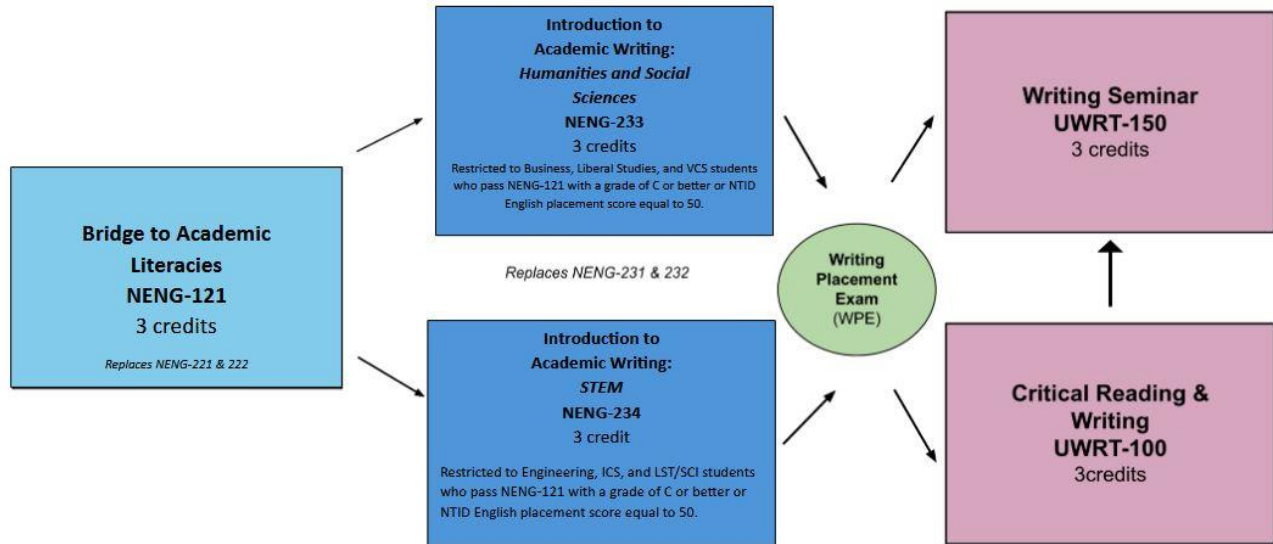 Bridge to Academic
Literacies
NENG-121
3 credits
Replaces NENG-221 & 222
Introduction to
Academic Writing:
Humanities and Social
Sciences
NENG-233
3 credits
Restricted to Business, Liberal Studies, and VCS students
who pass NENG-121 with a grade of C or better or NTID
English placement score equal to 50.
Replaces NENG-231 & 232
Introduction to
Academic Writing:
STEM
NENG-234
3 credit
Restricted to Engineering, ICS, and LST/SCI students
who pass NENG-121 with a grade of C or better or
NTID English placement score equal to 50.
Writing
Placement
Exam
(WPE)
Writing Seminar
UWRT-150
3 credits
Critical Reading &
Writing
UWRT-100
3credits